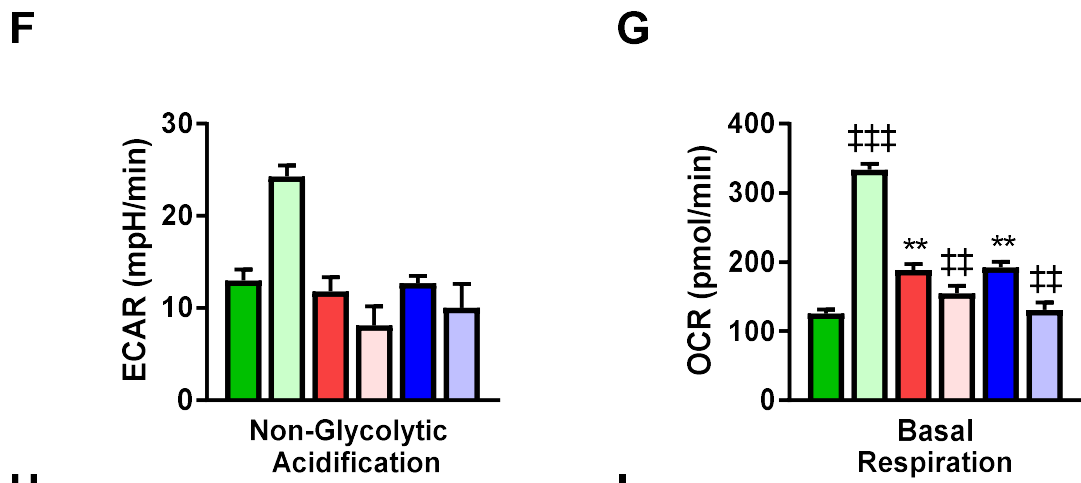 F
G
ECAR (mpH/min)
30
20
10
0
Non-Glycolytic
Acidification
OCR (pmol/min)
400
300
200
100
0
‡‡‡
**
‡‡
**
‡‡
Basal
Respiration